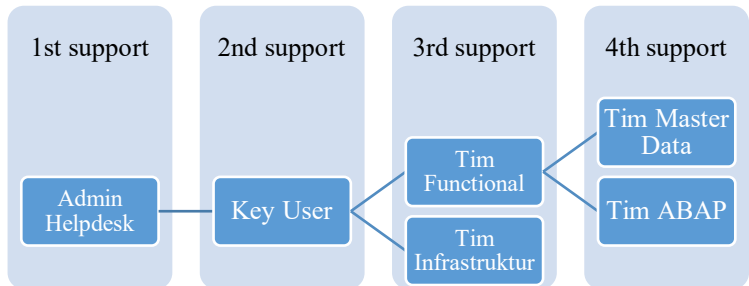 1st support
2nd support
3rd support
4th support
Admin
Helpdesk
Key User
Tim
Functional
Tim
Infrastruktur
Tim Master
Data
Tim ABAP